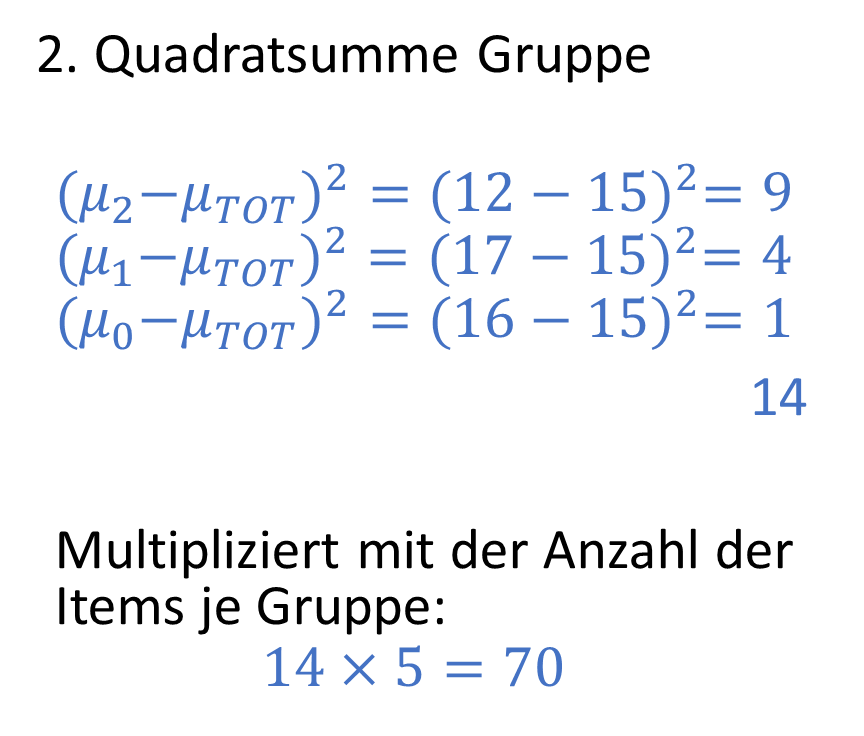 2. Quadratsumme Gruppe
(μ₂−μ_TOT)² = (12 − 15)²= 9
(μ₁−μ_TOT)² = (17 − 15)²= 4
(μ₀−μ_TOT)² = (16 − 15)²= 1
14
Multipliziert mit der Anzahl der
Items je Gruppe:
14 × 5 = 70